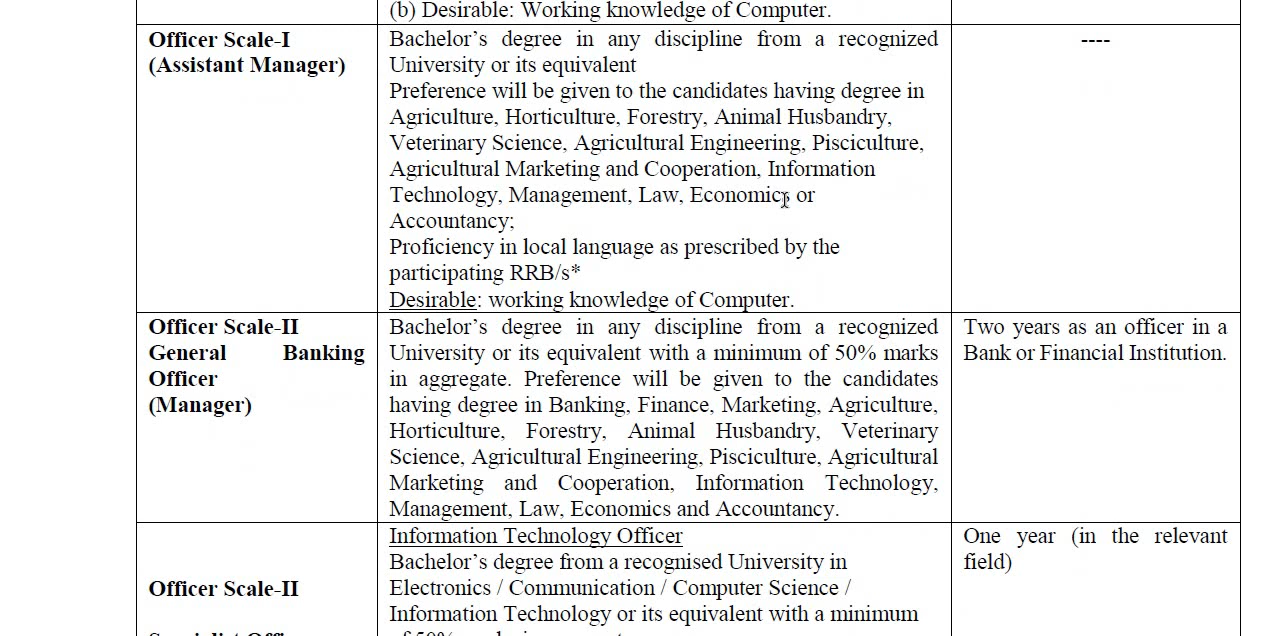 (b) Desirable: Working knowledge of Computer.
Officer Scale-I
(Assistant Manager)
Bachelor’s degree in any discipline from a recognized
University or its equivalent
Preference will be given to the candidates having degree in
Agriculture, Horticulture, Forestry, Animal Husbandry,
Veterinary Science, Agricultural Engineering, Pisciculture,
Agricultural Marketing and Cooperation, Information
Technology, Management, Law, Economics or
Accountancy;
Proficiency in local language as prescribed by the
participating RRB/s*
Desirable: working knowledge of Computer.
----
Officer Scale-II
General Banking
Officer
(Manager)
Bachelor’s degree in any discipline from a recognized
University or its equivalent with a minimum of 50% marks
in aggregate. Preference will be given to the candidates
having degree in Banking, Finance, Marketing, Agriculture,
Horticulture, Forestry, Animal Husbandry, Veterinary
Science, Agricultural Engineering, Pisciculture, Agricultural
Marketing and Cooperation, Information Technology,
Management, Law, Economics and Accountancy.
Two years as an officer in a
Bank or Financial Institution.
Officer Scale-II
Information Technology Officer
Bachelor’s degree from a recognised University in
Electronics / Communication / Computer Science /
Information Technology or its equivalent with a minimum
One year (in the relevant
field)